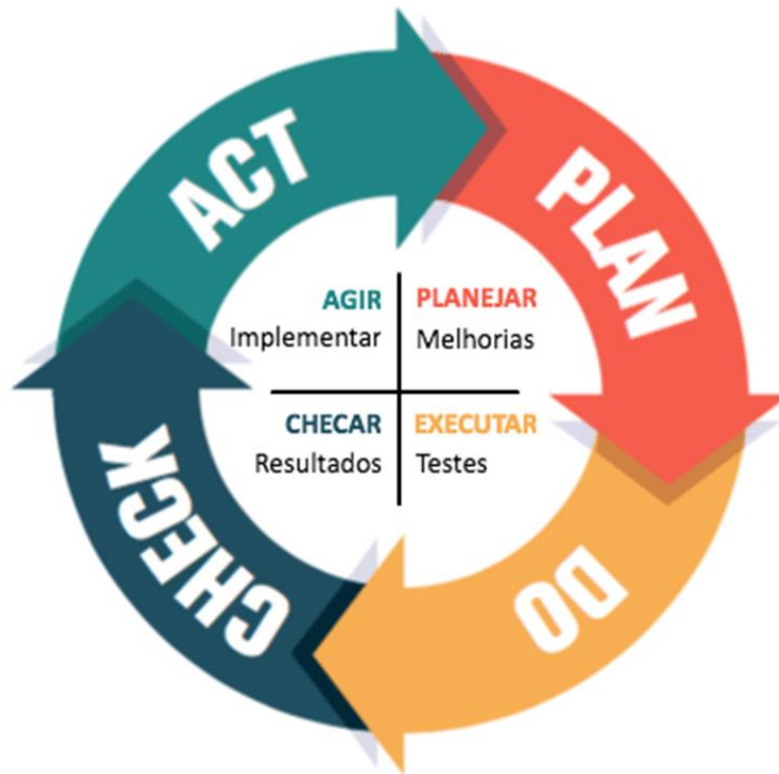 ACT
PLAN
AGIR
Implementar
PLANEJAR
Melhorias
CHECAR
Resultados
EXECUTAR
Testes
CHECK
DO